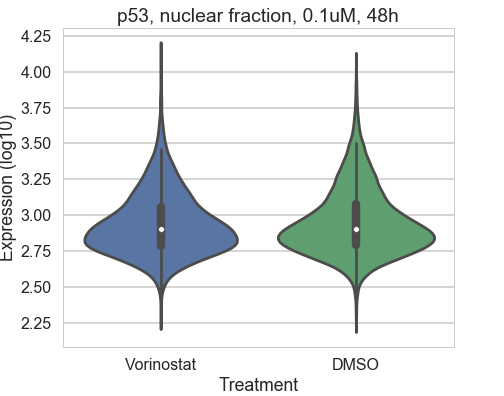 p53, nuclear fraction, 0.1uM, 48h
Expression (log10)
4.25
4.00
3.75
3.50
3.25
3.00
2.75
2.50
2.25
Vorinostat
DMSO
Treatment